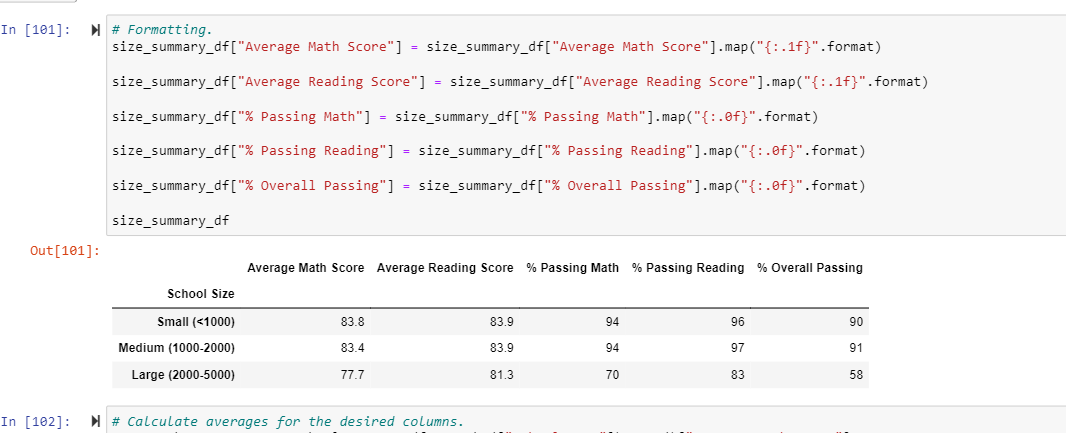 In [101]:
# Formatting.
size_summary_df["Average Math Score"] = size_summary_df["Average Math Score"].map("{:.1f}".format)
size_summary_df["Average Reading Score"] = size_summary_df["Average Reading Score"].map("{:.1f}".format)
size_summary_df["% Passing Math"] = size_summary_df["% Passing Math"].map("{:.0f}".format)
size_summary_df["% Passing Reading"] = size_summary_df["% Passing Reading"].map("{:.0f}".format)
size_summary_df["% Overall Passing"] = size_summary_df["% Overall Passing"].map("{:.0f}".format)
size_summary_df
Out[101]:
Average Math Score Average Reading Score % Passing Math % Passing Reading % Overall Passing
School Size
Small (<1000) 83.8 83.9 94 96 90
Medium (1000-2000) 83.4 83.9 94 97 91
Large (2000-5000) 77.7 81.3 70 83 58
In [102]:
# Calculate averages for the desired columns.